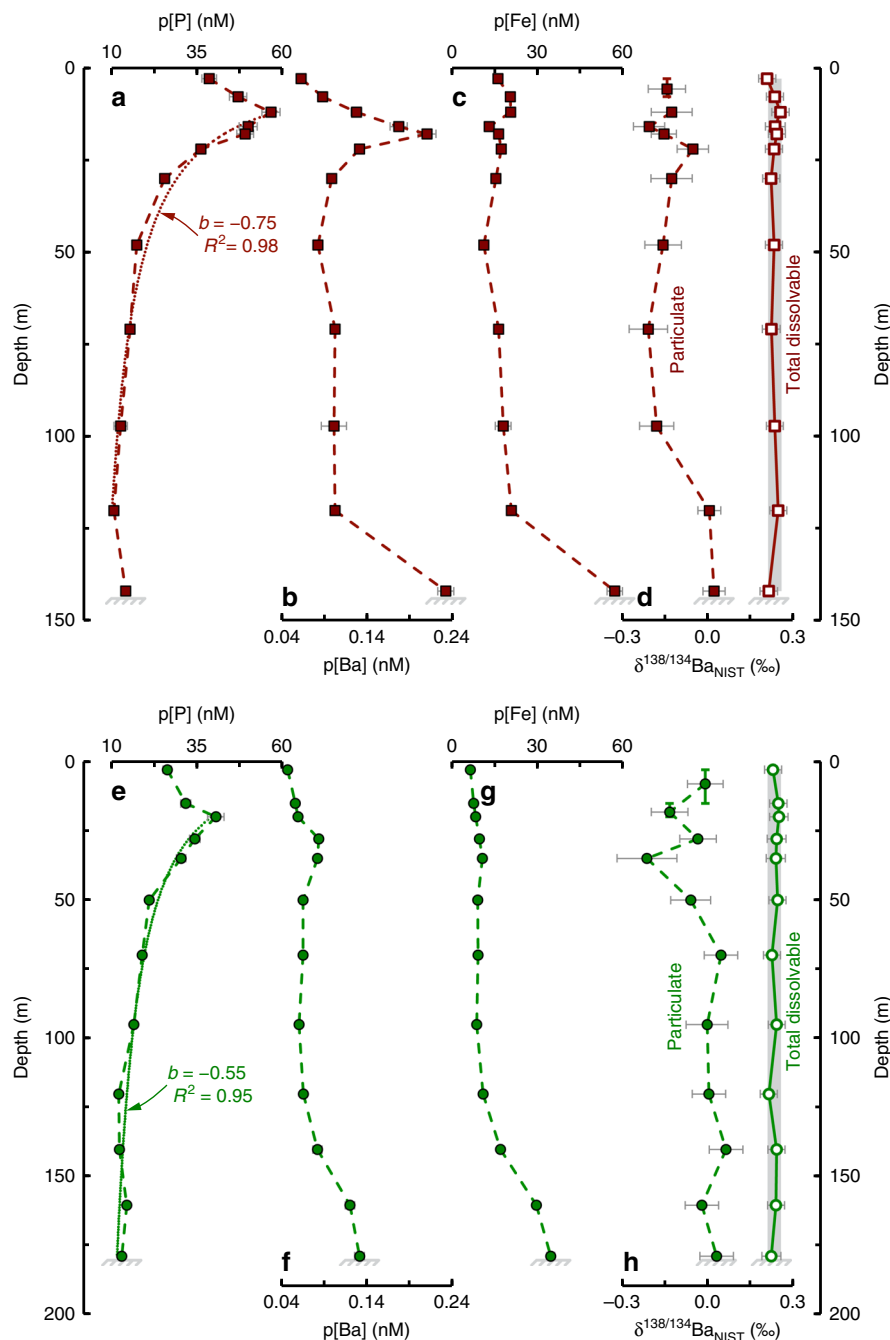 p[P] (nM)
p[Fe] (nM)
10 35 60
0 30 60
0
50
100
150
Depth (m)
a
b
c
d
b = −0.75
R² = 0.98
Particulate
Total dissolvable
0
50
100
150
Depth (m)
0.04 0.14 0.24
p[Ba] (nM)
−0.3 0.0 0.3
δ138/134BaNIST (‰)
p[P] (nM)
p[Fe] (nM)
10 35 60
0 30 60
0
50
100
150
200
Depth (m)
e
f
g
h
b = −0.55
R² = 0.95
Particulate
Total dissolvable
0
50
100
150
200
Depth (m)
0.04 0.14 0.24
p[Ba] (nM)
−0.3 0.0 0.3
δ138/134BaNIST (‰)